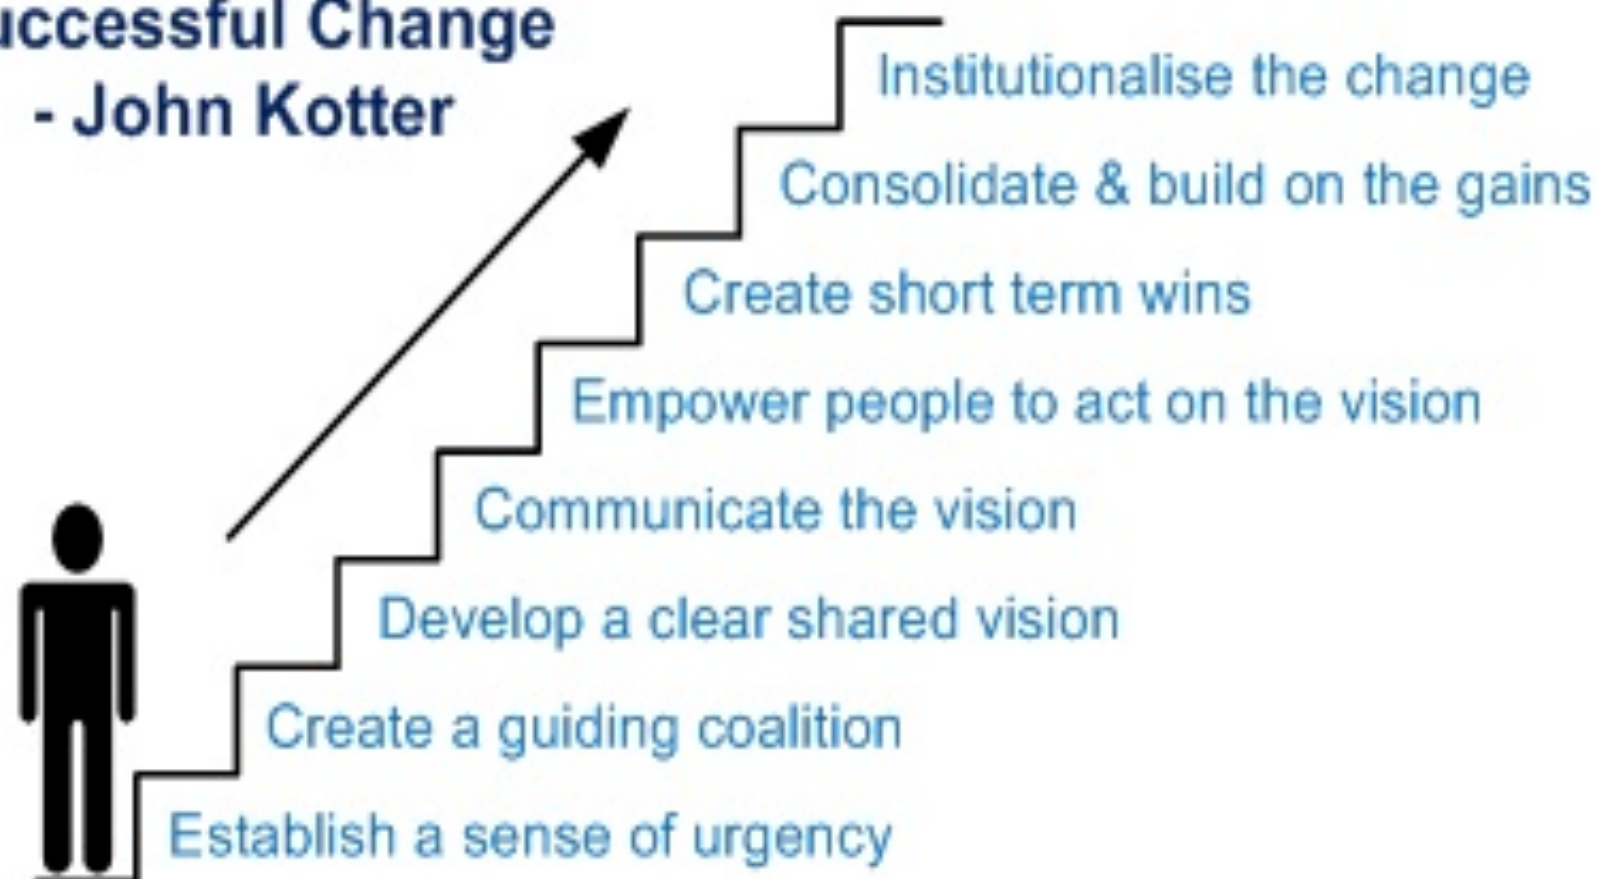 uccessful Change
- John Kotter
Institutionalise the change
Consolidate & build on the gains
Create short term wins
Empower people to act on the vision
Communicate the vision
Develop a clear shared vision
Create a guiding coalition
Establish a sense of urgency